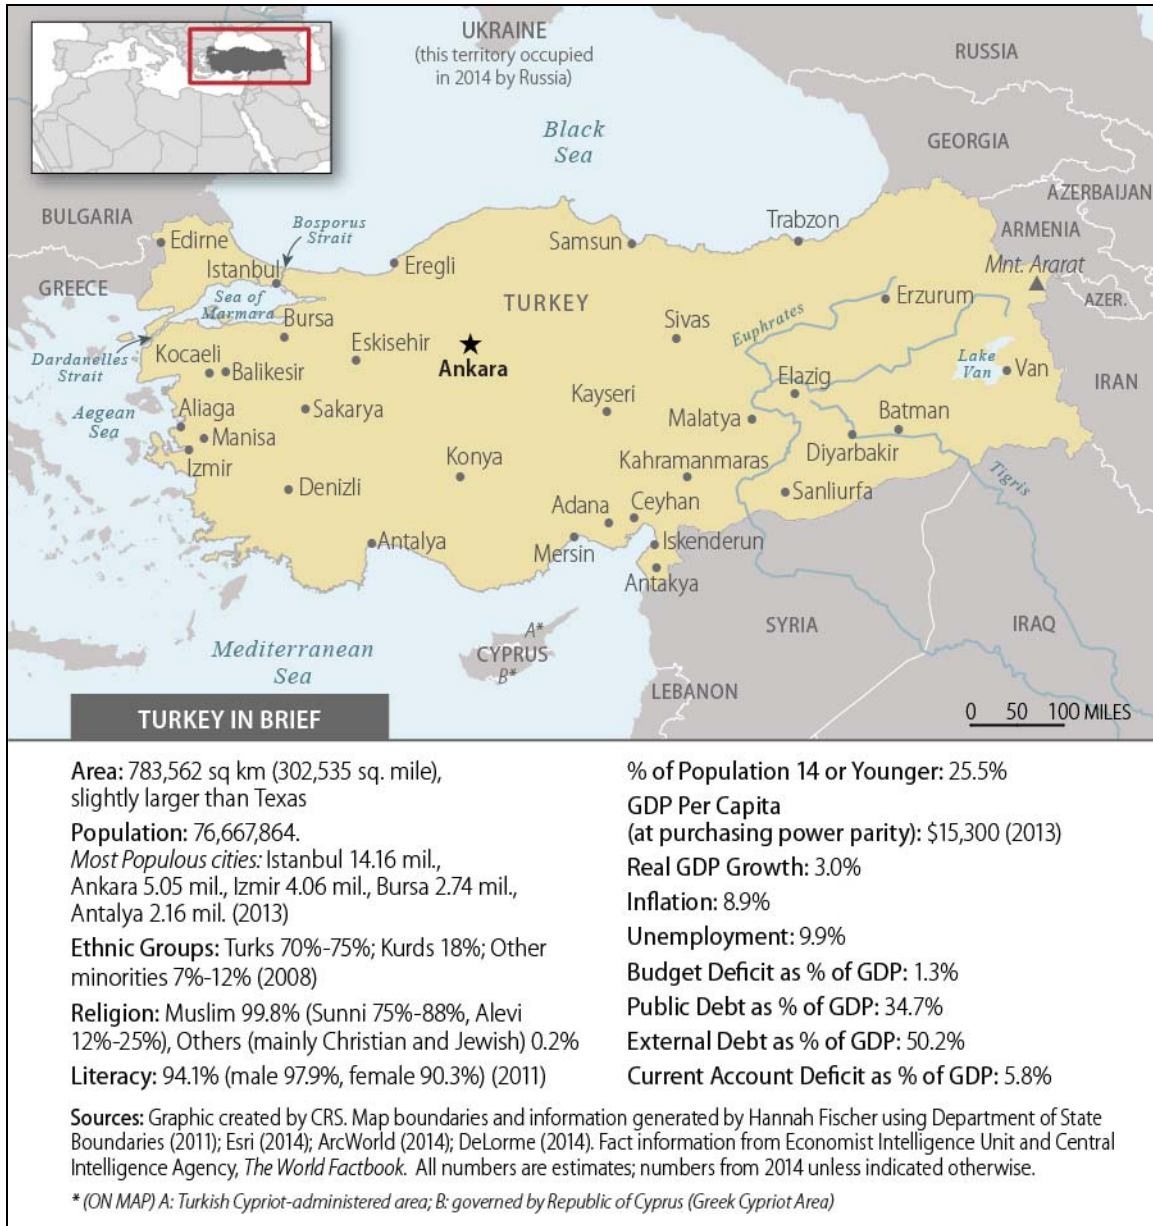 UKRAINE
(this territory occupied
in 2014 by Russia)
RUSSIA
Black
Sea
GEORGIA
AZERBAIJAN
BULGARIA
Bosporus
Strait
Trabzon
ARMENIA
Edirne
Samsun
Istanbul
Eregli
Mnt. Ararat
GREECE
Sea of
Marmara
TURKEY
Erzurum
AZER.
Bursa
Sivas
Euphrates
Dardanelles
Strait
Kocaeli
Eskisehir
Ankara
Lake
Van
Van
Balikesir
Elazig
IRAN
Aegean
Sea
Aliaga
Sakarya
Kayseri
Malatya
Batman
Manisa
Diyarbakir
Izmir
Konya
Kahramanmaras
Tigris
Denizli
Sanliurfa
Adana
Ceyhan
Antalya
Mersin
Iskenderun
Antakya
A*
SYRIA
IRAQ
Mediterranean
Sea
CYPRUS
B*
LEBANON
TURKEY IN BRIEF
0 50 100 MILES
Area: 783,562 sq km (302,535 sq. mile),
slightly larger than Texas
Population: 76,667,864.
Most Populous cities: Istanbul 14.16 mil.,
Ankara 5.05 mil., Izmir 4.06 mil., Bursa 2.74 mil.,
Antalya 2.16 mil. (2013)
Ethnic Groups: Turks 70%-75%; Kurds 18%; Other
minorities 7%-12% (2008)
Religion: Muslim 99.8% (Sunni 75%-88%, Alevi
12%-25%), Others (mainly Christian and Jewish) 0.2%
Literacy: 94.1% (male 97.9%, female 90.3%) (2011)
% of Population 14 or Younger: 25.5%
GDP Per Capita
(at purchasing power parity): $15,300 (2013)
Real GDP Growth: 3.0%
Inflation: 8.9%
Unemployment: 9.9%
Budget Deficit as % of GDP: 1.3%
Public Debt as % of GDP: 34.7%
External Debt as % of GDP: 50.2%
Current Account Deficit as % of GDP: 5.8%
Sources: Graphic created by CRS. Map boundaries and information generated by Hannah Fischer using Department of State
Boundaries (2011); Esri (2014); ArcWorld (2014); DeLorme (2014). Fact information from Economist Intelligence Unit and Central
Intelligence Agency, The World Factbook. All numbers are estimates; numbers from 2014 unless indicated otherwise.
* (ON MAP) A: Turkish Cypriot-administered area; B: governed by Republic of Cyprus (Greek Cypriot Area)